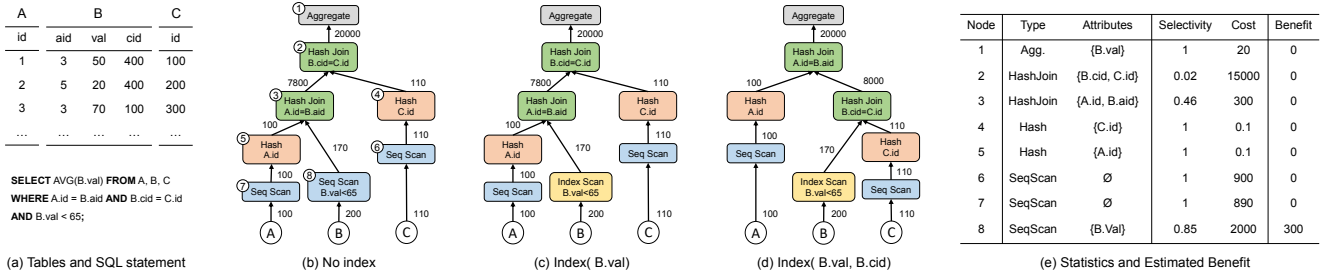 A B C
id aid val cid id
1 3 50 400 100
2 5 20 400 200
3 3 70 100 300
... ... ... ... ...
SELECT AVG(B.val) FROM A, B, C
WHERE A.id = B.aid AND B.cid = C.id
AND B.val < 65;
(a) Tables and SQL statement
1 Aggregate
20000
2 Hash Join
B.cid=C.id
7800 110
3 Hash Join
A.id=B.aid
4 Hash
C.id
100 170 110
5 Hash
A.id
6 Seq Scan
100
7 Seq Scan
8 Seq Scan
B.val<65
100 200 110
A B C
(b) No index
Aggregate
20000
Hash Join
B.cid=C.id
7800 110
Hash Join
A.id=B.aid
Hash
C.id
100 170 110
Hash
A.id
Seq Scan
100
Seq Scan
Index Scan
B.val<65
100 200 110
A B C
(c) Index( B.val)
Aggregate
20000
Hash Join
A.id=B.aid
100 8000
Hash
A.id
Hash Join
B.cid=C.id
100 170 110
Seq Scan
Hash
C.id
110
Index Scan
B.val<65
Seq Scan
100 200 110
A B C
(d) Index( B.val, B.cid)
Node Type Attributes Selectivity Cost Benefit
1 Agg. {B.val} 1 20 0
2 HashJoin {B.cid, C.id} 0.02 15000 0
3 HashJoin {A.id, B.aid} 0.46 300 0
4 Hash {C.id} 1 0.1 0
5 Hash {A.id} 1 0.1 0
6 SeqScan Ø 1 900 0
7 SeqScan Ø 1 890 0
8 SeqScan {B.Val} 0.85 2000 300
(e) Statistics and Estimated Benefit